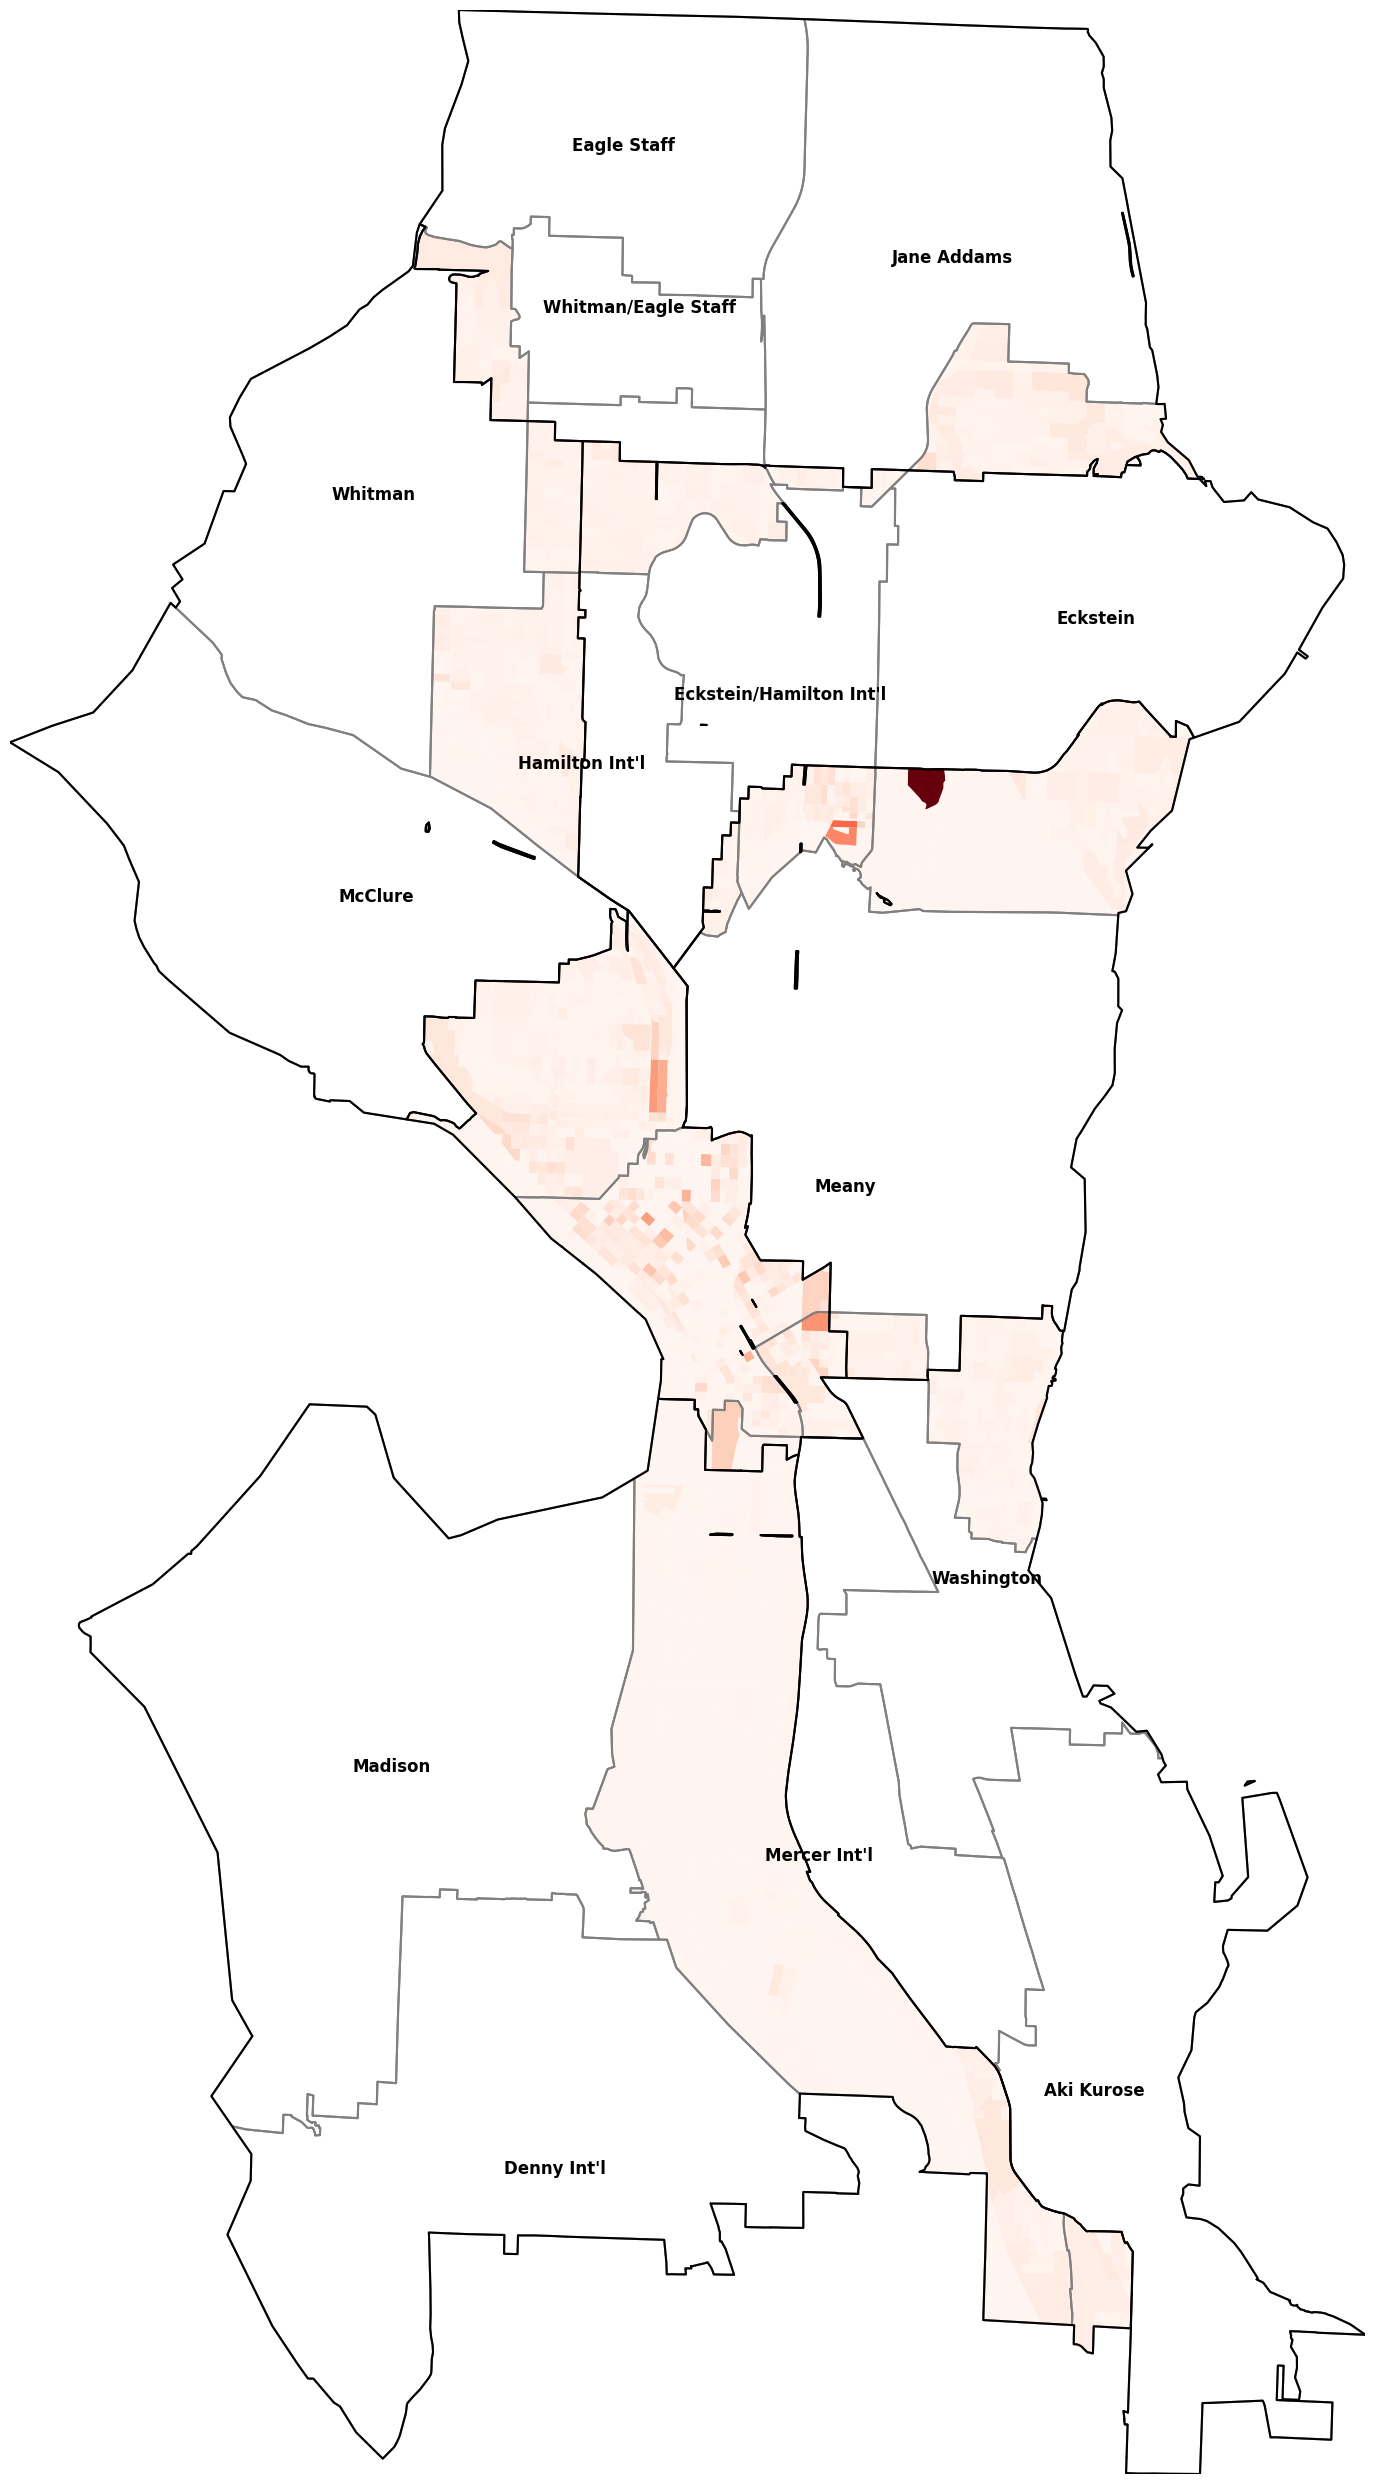 Eagle Staff
Jane Addams
Whitman/Eagle Staff
Whitman
Eckstein
Eckstein/Hamilton Int'l
Hamilton Int'l
McClure
Meany
Washington
Madison
Mercer Int'l
Aki Kurose
Denny Int'l